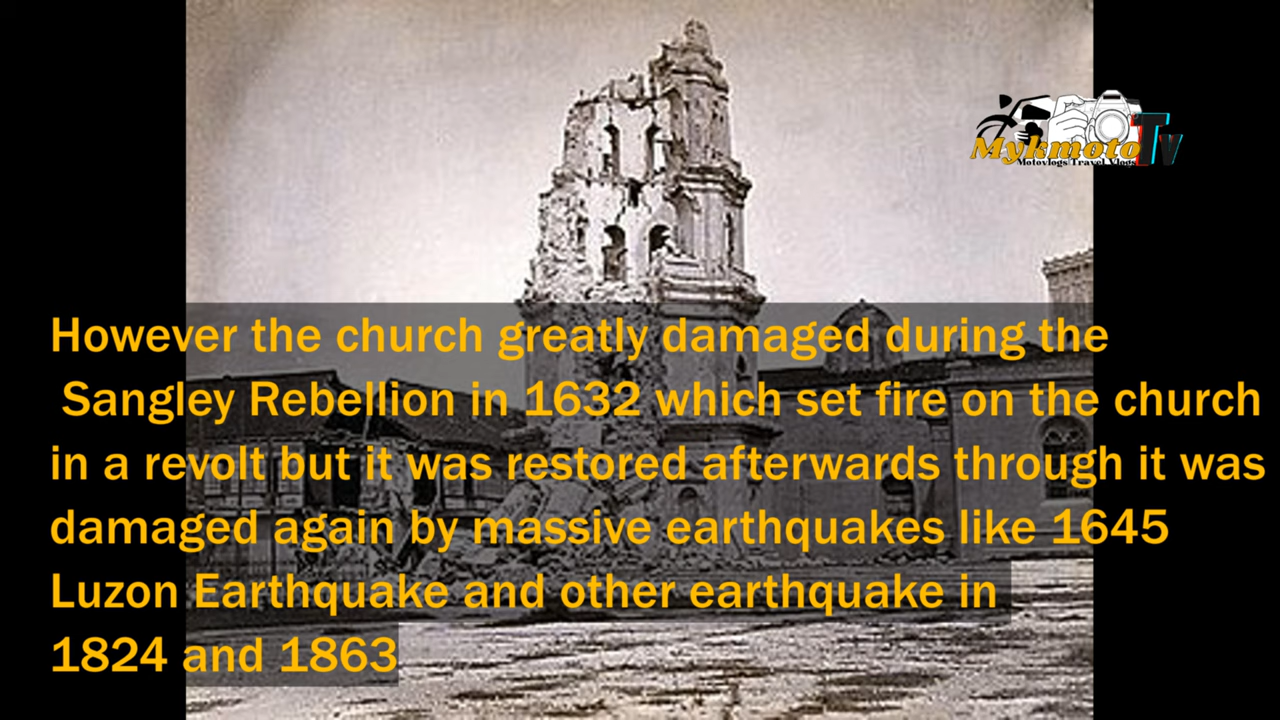 Mykmoto Tv
Motovlogs Travel Vlogs
However the church greatly damaged during the
Sangley Rebellion in 1632 which set fire on the church
in a revolt but it was restored afterwards through it was
damaged again by massive earthquakes like 1645
Luzon Earthquake and other earthquake in
1824 and 1863